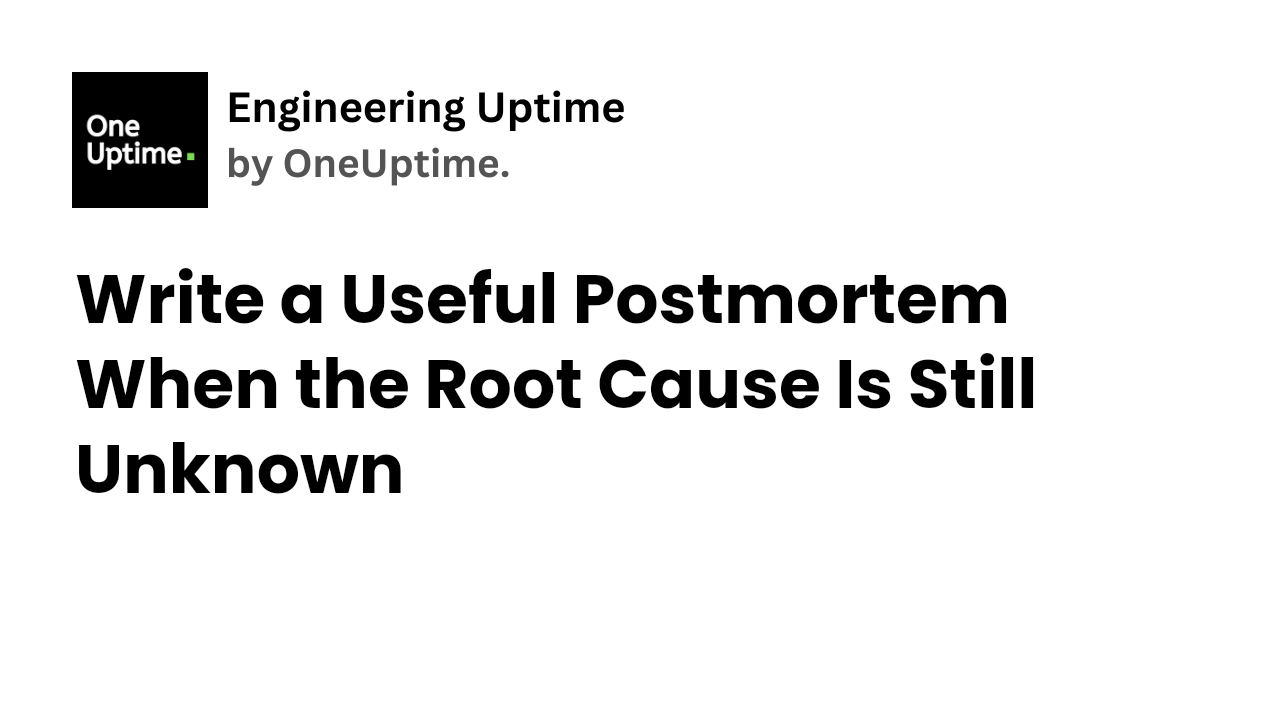 One
Uptime.
Engineering Uptime
by OneUptime.
Write a Useful Postmortem
When the Root Cause Is Still
Unknown